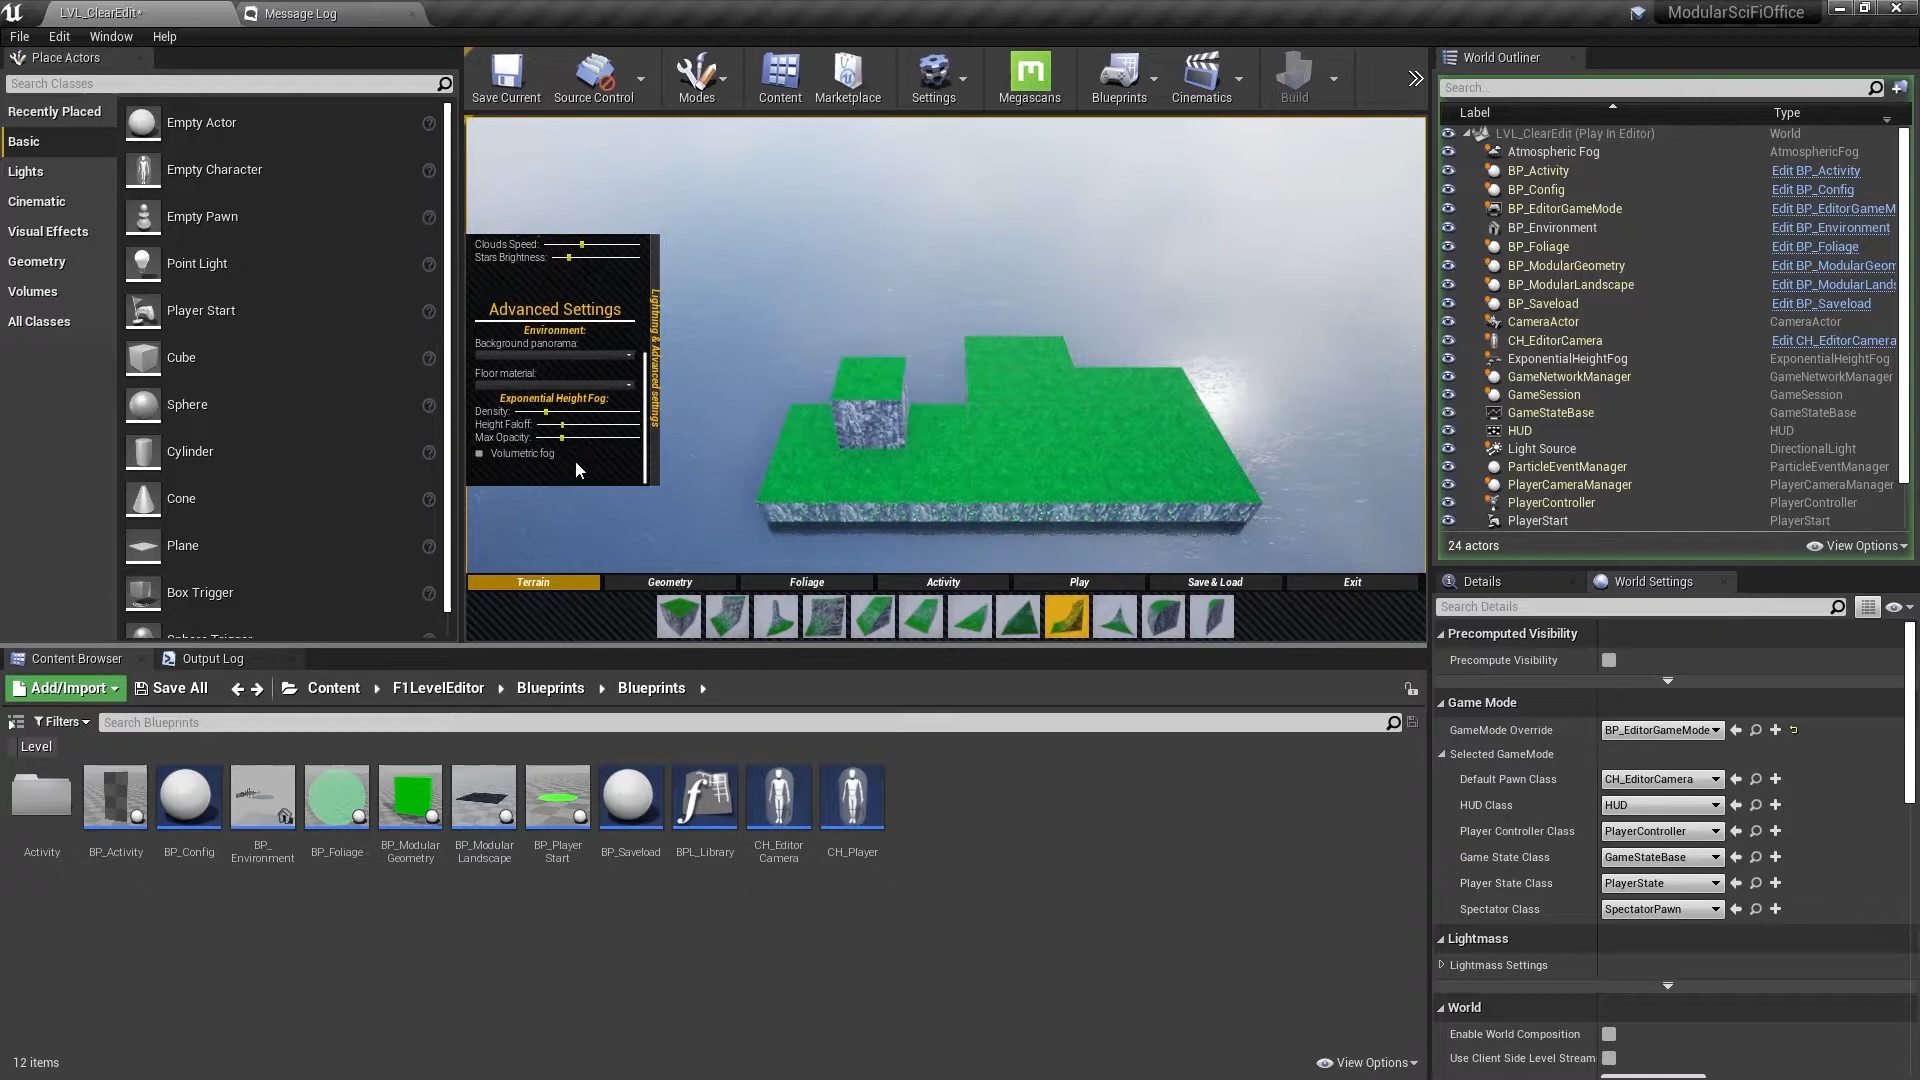 LVL_ClearEdit*
Message Log
ModularSciFiOffice
File Edit Window Help
Place Actors
Search Classes
Recently Placed
Basic
Lights
Cinematic
Visual Effects
Geometry
Volumes
All Classes
Empty Actor
Empty Character
Empty Pawn
Point Light
Player Start
Cube
Sphere
Cylinder
Cone
Plane
Box Trigger
Sphere Trigger
Save Current
Source Control
Modes
Content
Marketplace
Settings
Megascans
Blueprints
Cinematics
Build
Clouds Speed:
Stars Brightness:
Advanced Settings
Environment:
Background panorama:
Floor material:
Exponential Height Fog:
Density:
Height Faloff:
Max Opacity:
Volumetric fog
Lightning & Advanced settings
Terrain Geometry Foliage Activity Play Save & Load Exit
World Outliner
Search...
Label Type
LVL_ClearEdit (Play In Editor) World
Atmospheric Fog AtmosphericFog
BP_Activity Edit BP_Activity
BP_Config Edit BP_Config
BP_EditorGameMode Edit BP_EditorGameM
BP_Environment Edit BP_Environment
BP_Foliage Edit BP_Foliage
BP_ModularGeometry Edit BP_ModularGeom
BP_ModularLandscape Edit BP_ModularLands
BP_Saveload Edit BP_Saveload
CameraActor CameraActor
CH_EditorCamera Edit CH_EditorCamera
ExponentialHeightFog ExponentialHeightFog
GameNetworkManager GameNetworkManager
GameSession GameSession
GameStateBase GameStateBase
HUD HUD
Light Source DirectionalLight
ParticleEventManager ParticleEventManager
PlayerCameraManager PlayerCameraManager
PlayerController PlayerController
PlayerStart PlayerStart
24 actors
View Options
Details
World Settings
Search Details
Precomputed Visibility
Precompute Visibility
Game Mode
GameMode Override BP_EditorGameMode
Selected GameMode
Default Pawn Class CH_EditorCamera
HUD Class HUD
Player Controller Class PlayerController
Game State Class GameStateBase
Player State Class PlayerState
Spectator Class SpectatorPawn
Lightmass
Lightmass Settings
World
Enable World Composition
Use Client Side Level Stream
Content Browser
Output Log
Add/Import Save All Content F1LevelEditor Blueprints Blueprints
Filters
Search Blueprints
Level
Activity
BP_Activity
BP_Config
BP_
Environment
BP_Foliage
BP_Modular
Geometry
BP_Modular
Landscape
BP_Player
Start
BP_Saveload
BPL_Library
CH_Editor
Camera
CH_Player
12 items
View Options